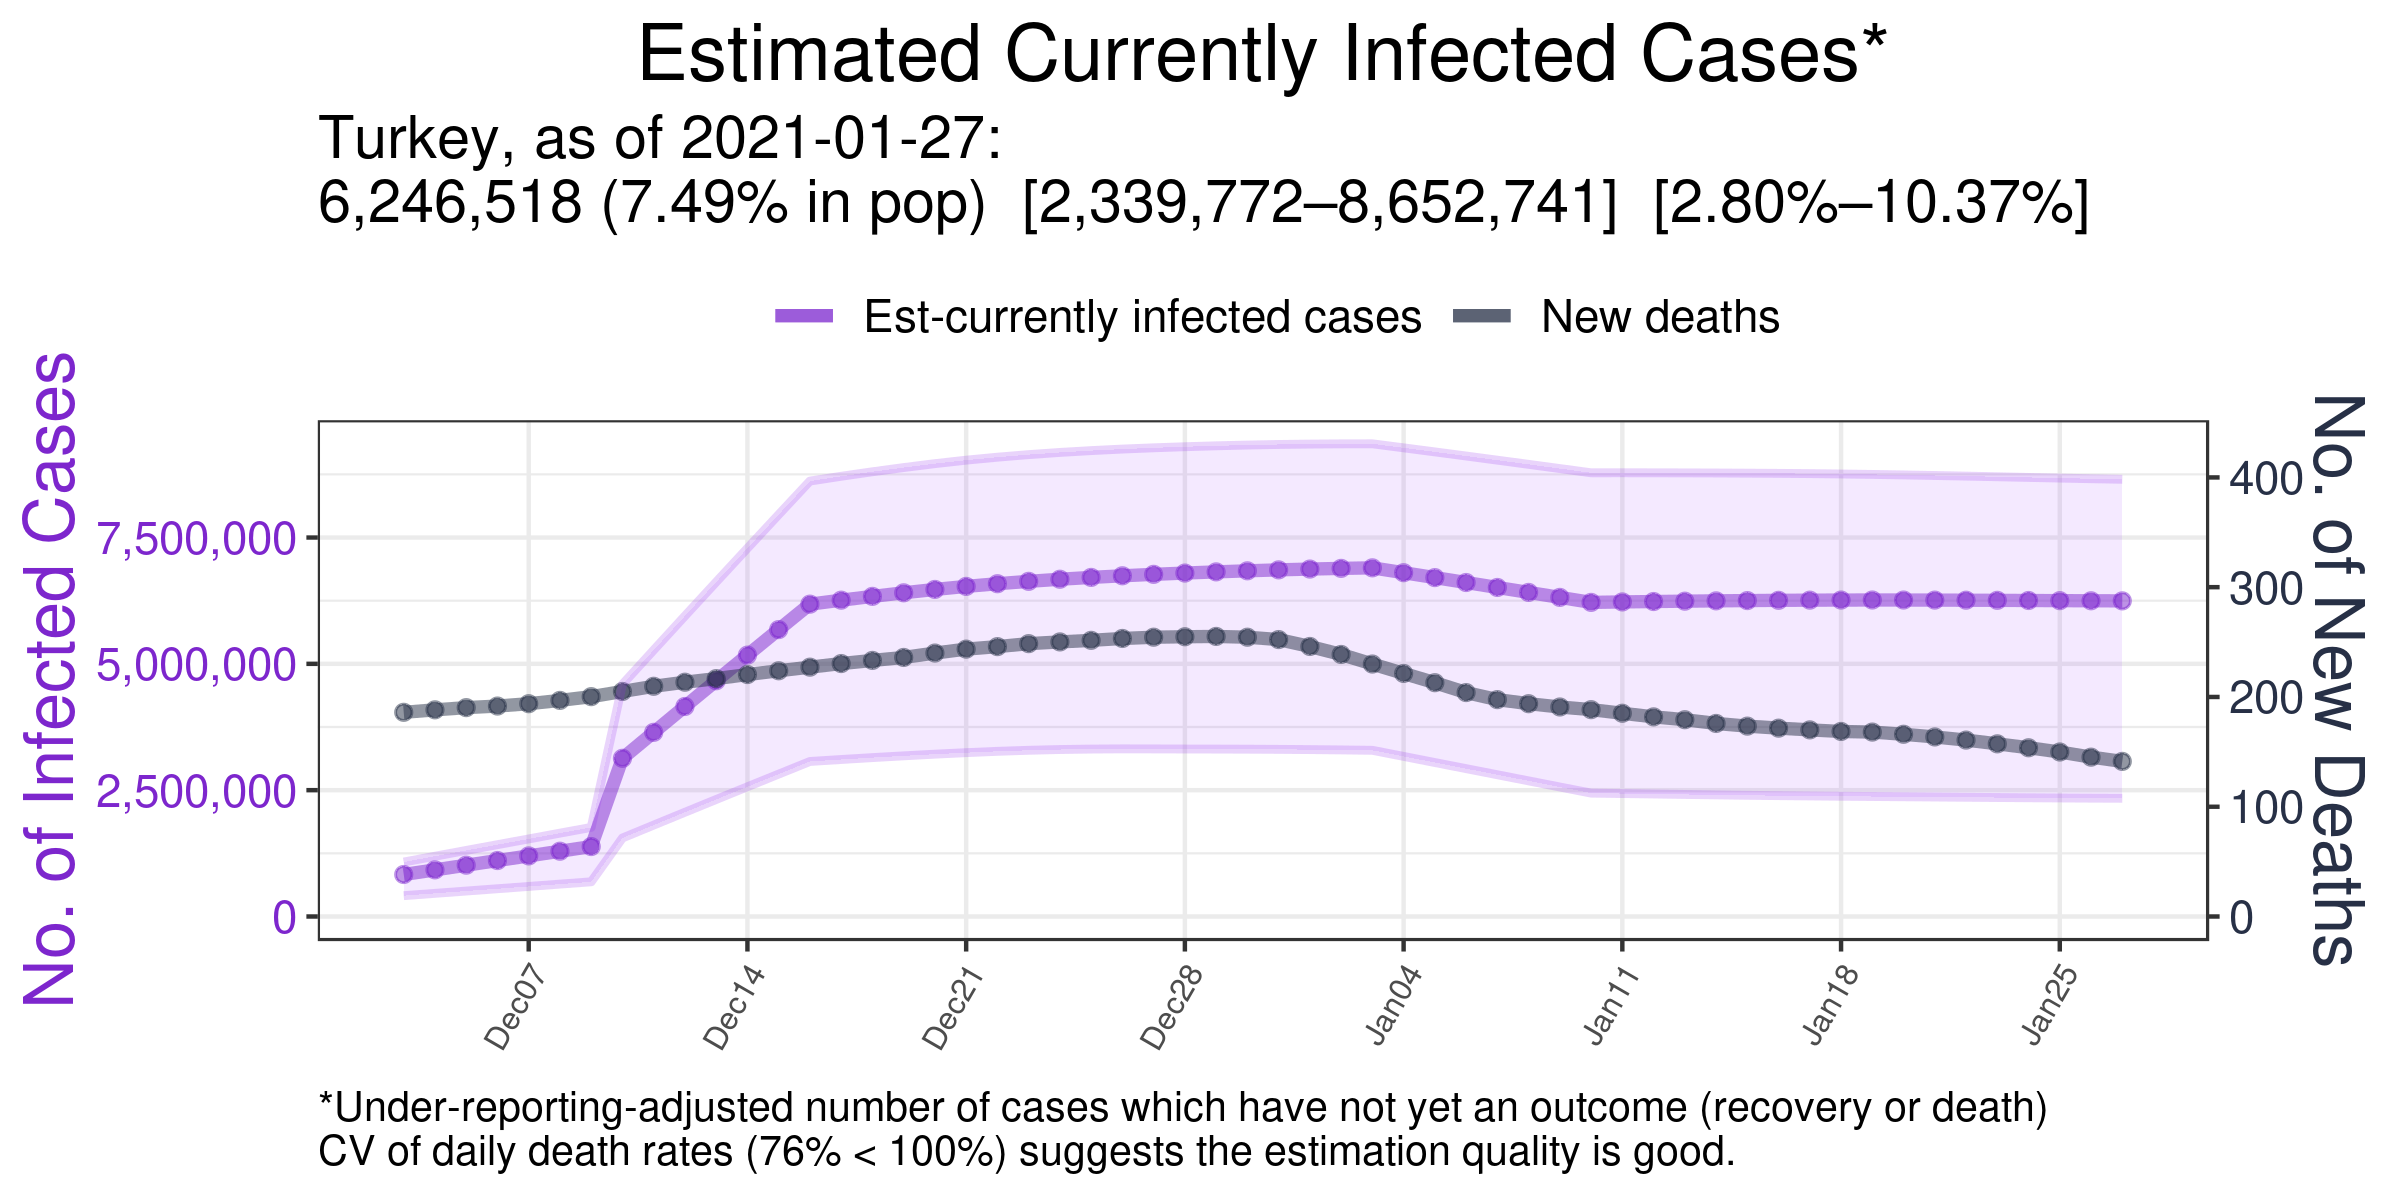 Estimated Currently Infected Cases*
Turkey, as of 2021-01-27:
6,246,518 (7.49% in pop) [2,339,772–8,652,741] [2.80%–10.37%]
Est-currently infected cases
New deaths
No. of Infected Cases
7,500,000
5,000,000
2,500,000
0
400
300
200
100
0
No. of New Deaths
Dec07
Dec14
Dec21
Dec28
Jan04
Jan11
Jan18
Jan25
*Under-reporting-adjusted number of cases which have not yet an outcome (recovery or death)
CV of daily death rates (76% < 100%) suggests the estimation quality is good.